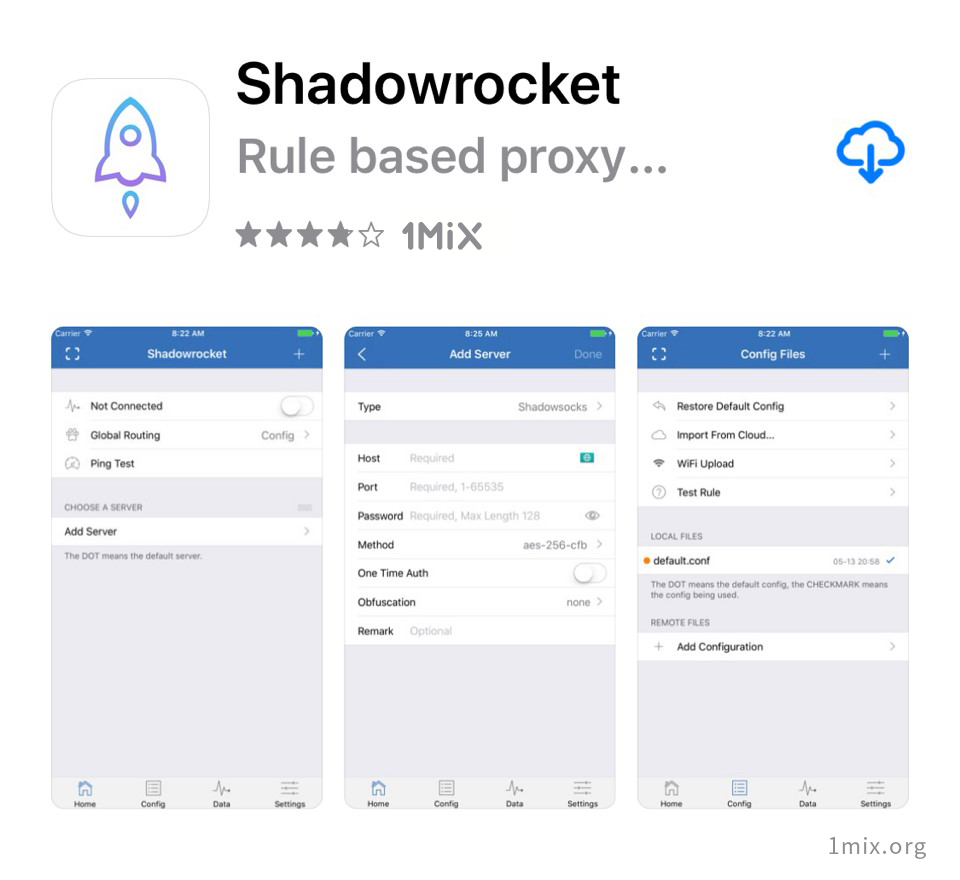 Shadowrocket
Rule based proxy...
1MiX
Carrier 8:22 AM
Shadowrocket
Not Connected
Global Routing Config
Ping Test
CHOOSE A SERVER
Add Server
The DOT means the default server.
Home Config Data Settings
Carrier 8:25 AM
Add Server Done
Type Shadowsocks
Host Required
Port Required, 1-65535
Password Required, Max Length 128
Method aes-256-cfb
One Time Auth
Obfuscation none
Remark Optional
Home Config Data Settings
Carrier 8:22 AM
Config Files
Restore Default Config
Import From Cloud...
WiFi Upload
Test Rule
LOCAL FILES
default.conf 05-13 20:58
The DOT means the default config, the CHECKMARK means
the config being used.
REMOTE FILES
Add Configuration
Home Config Data Settings
1mix.org